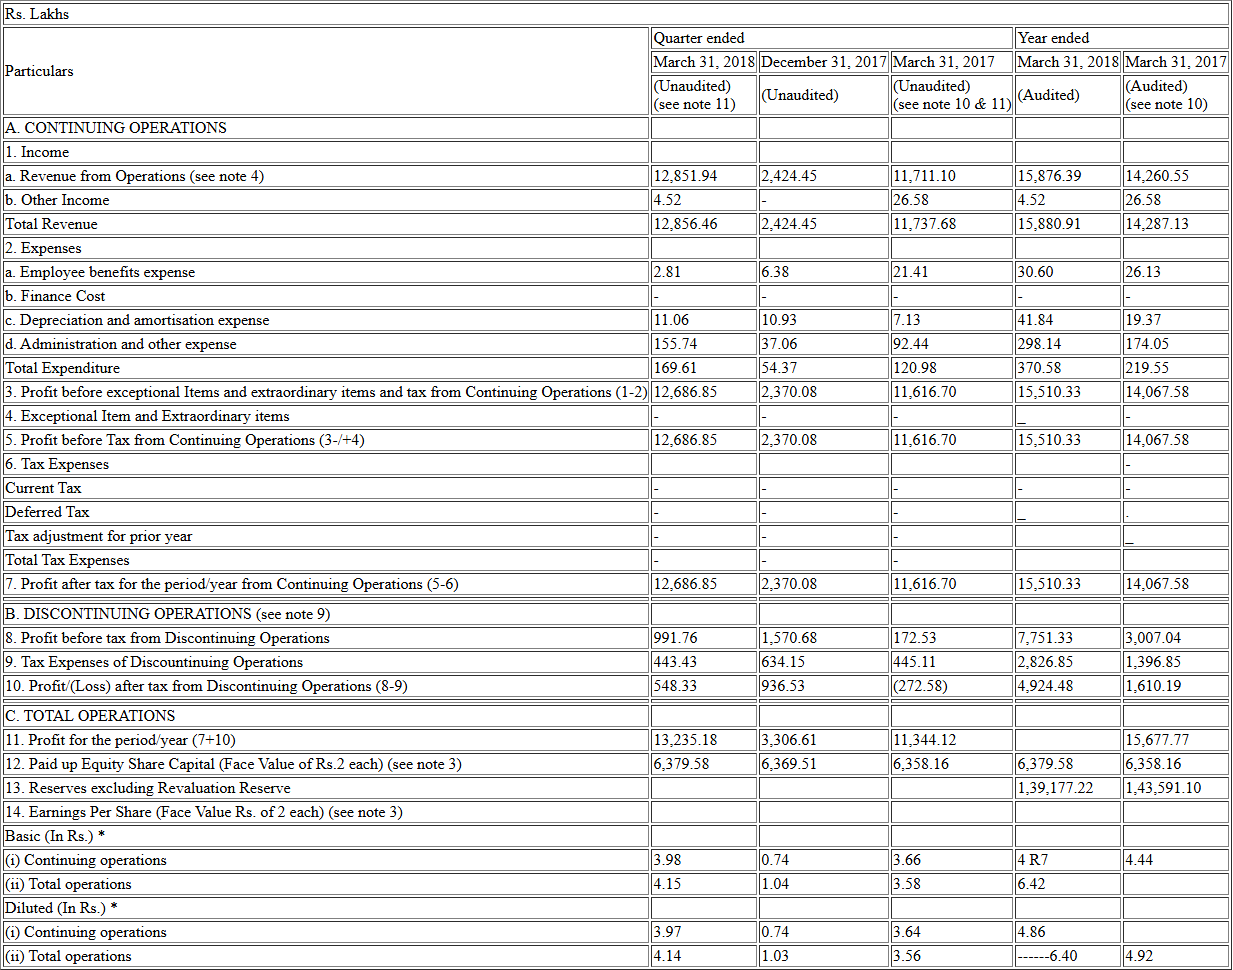 Rs. Lakhs
Particulars Quarter ended Year ended
March 31, 2018 December 31, 2017 March 31, 2017 March 31, 2018 March 31, 2017
(Unaudited) (see note 11) (Unaudited) (Unaudited) (see note 10 & 11) (Audited) (Audited) (see note 10)
A. CONTINUING OPERATIONS
1. Income
a. Revenue from Operations (see note 4) 12,851.94 2,424.45 11,711.10 15,876.39 14,260.55
b. Other Income 4.52 - 26.58 4.52 26.58
Total Revenue 12,856.46 2,424.45 11,737.68 15,880.91 14,287.13
2. Expenses
a. Employee benefits expense 2.81 6.38 21.41 30.60 26.13
b. Finance Cost - - - - -
c. Depreciation and amortisation expense 11.06 10.93 7.13 41.84 19.37
d. Administration and other expense 155.74 37.06 92.44 298.14 174.05
Total Expenditure 169.61 54.37 120.98 370.58 219.55
3. Profit before exceptional Items and extraordinary items and tax from Continuing Operations (1-2) 12,686.85 2,370.08 11,616.70 15,510.33 14,067.58
4. Exceptional Item and Extraordinary items - - - _ -
5. Profit before Tax from Continuing Operations (3-/+4) 12,686.85 2,370.08 11,616.70 15,510.33 14,067.58
6. Tax Expenses -
Current Tax - - - - -
Deferred Tax - - - _ .
Tax adjustment for prior year - - - _
Total Tax Expenses - - -
7. Profit after tax for the period/year from Continuing Operations (5-6) 12,686.85 2,370.08 11,616.70 15,510.33 14,067.58
B. DISCONTINUING OPERATIONS (see note 9)
8. Profit before tax from Discontinuing Operations 991.76 1,570.68 172.53 7,751.33 3,007.04
9. Tax Expenses of Discountinuing Operations 443.43 634.15 445.11 2,826.85 1,396.85
10. Profit/(Loss) after tax from Discontinuing Operations (8-9) 548.33 936.53 (272.58) 4,924.48 1,610.19
C. TOTAL OPERATIONS
11. Profit for the period/year (7+10) 13,235.18 3,306.61 11,344.12 15,677.77
12. Paid up Equity Share Capital (Face Value of Rs.2 each) (see note 3) 6,379.58 6,369.51 6,358.16 6,379.58 6,358.16
13. Reserves excluding Revaluation Reserve 1,39,177.22 1,43,591.10
14. Earnings Per Share (Face Value Rs. of 2 each) (see note 3)
Basic (In Rs.) *
(i) Continuing operations 3.98 0.74 3.66 4 R7 4.44
(ii) Total operations 4.15 1.04 3.58 6.42
Diluted (In Rs.) *
(i) Continuing operations 3.97 0.74 3.64 4.86
(ii) Total operations 4.14 1.03 3.56 ------6.40 4.92